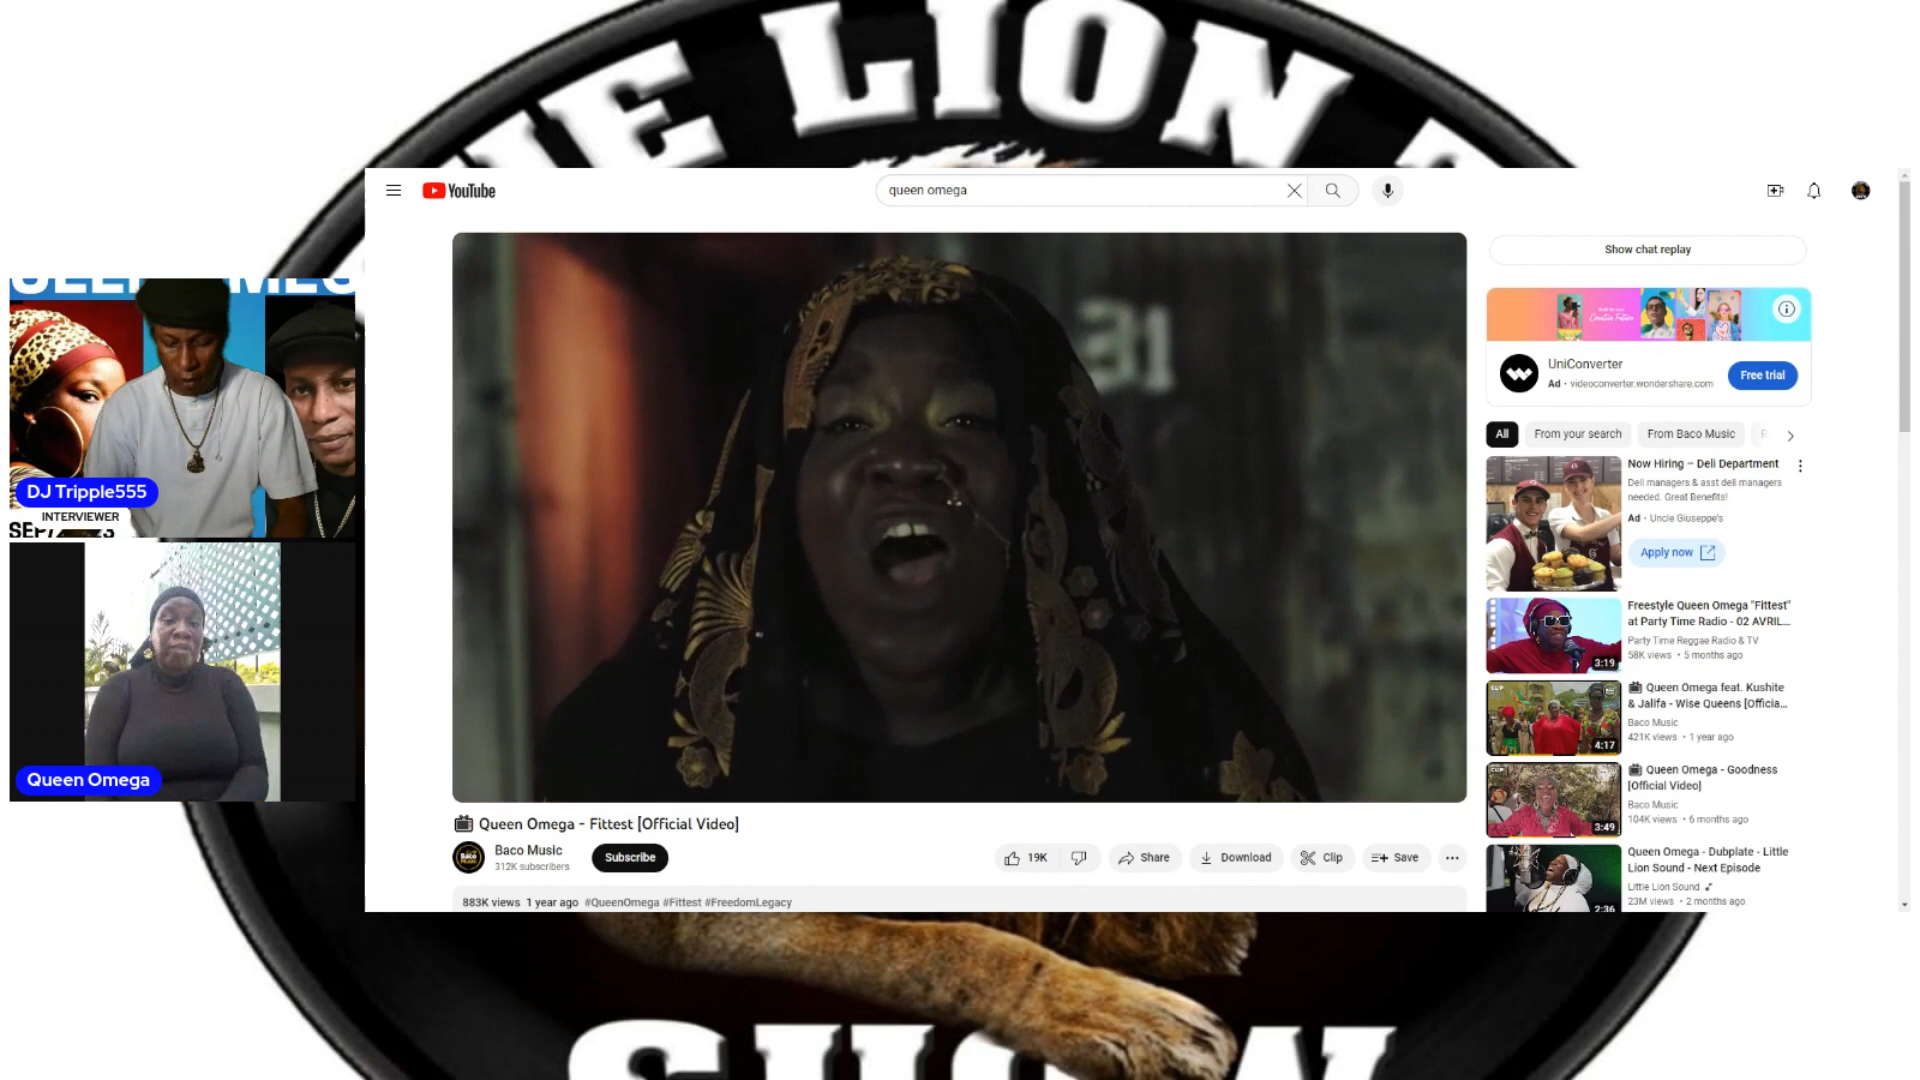 THE LION
YouTube
queen omega
Show chat replay
UniConverter
Ad · videoconverter.wondershare.com
Free trial
All
From your search
From Baco Music
Now Hiring – Deli Department
Deli managers & asst deli managers
needed. Great Benefits!
Ad · Uncle Giuseppe's
Apply now
Freestyle Queen Omega "Fittest"
at Party Time Radio - 02 AVRIL...
Party Time Reggae Radio & TV
58K views · 5 months ago
3:19
Queen Omega feat. Kushite
& Jalifa - Wise Queens [Officia...
Baco Music
421K views · 1 year ago
4:17
Queen Omega - Goodness
[Official Video]
Baco Music
104K views · 6 months ago
3:49
Queen Omega - Dubplate - Little
Lion Sound - Next Episode
Little Lion Sound
23M views · 2 months ago
2:36
31
DJ Tripple555
INTERVIEWER
Queen Omega
Queen Omega - Fittest [Official Video]
Baco Music
312K subscribers
Subscribe
19K
Share
Download
Clip
Save
883K views 1 year ago #QueenOmega #Fittest #FreedomLegacy
SHOW